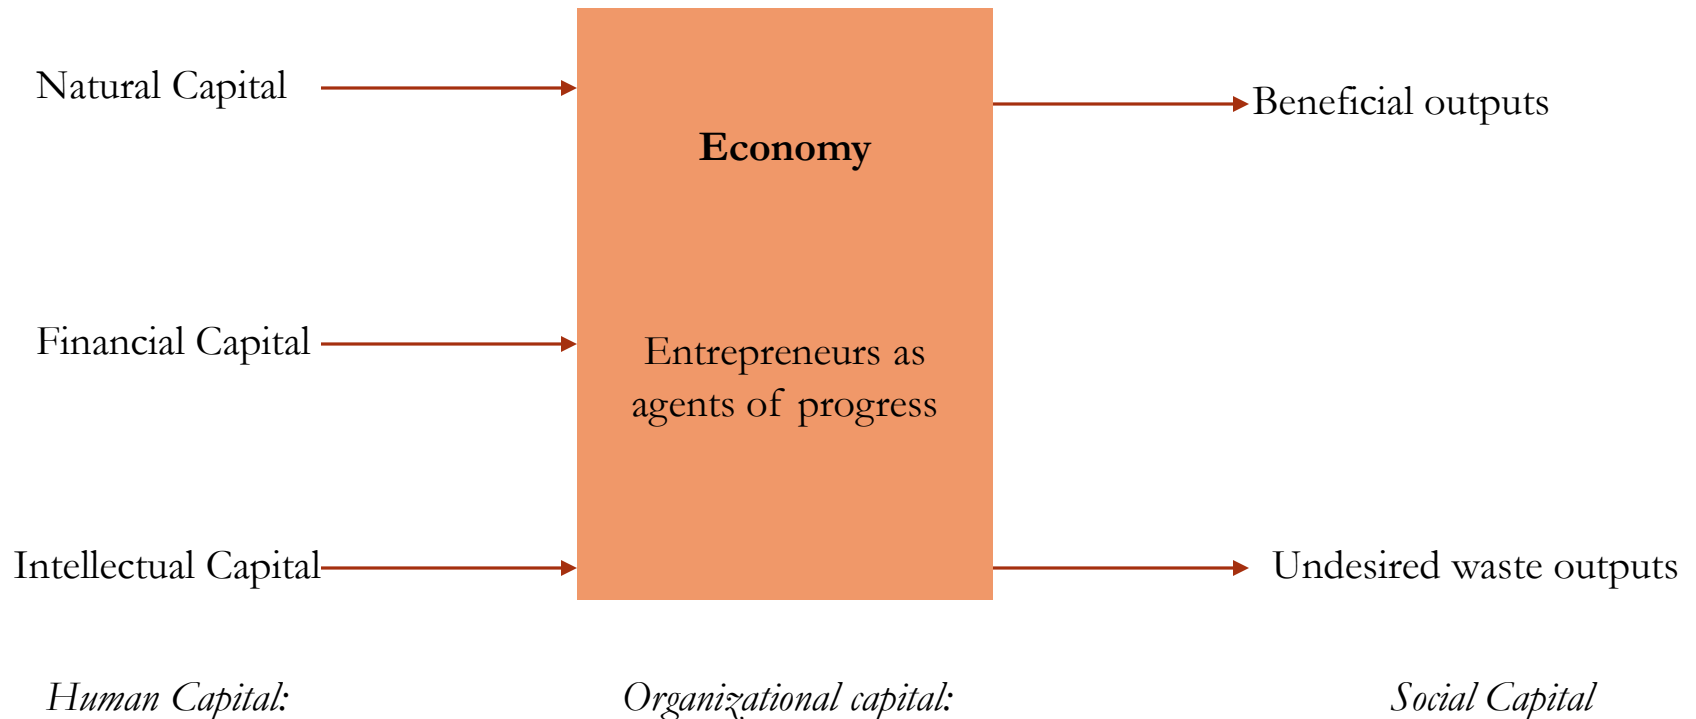 Natural Capital
Beneficial outputs
Economy
Financial Capital
Entrepreneurs as
agents of progress
Intellectual Capital
Undesired waste outputs
Human Capital:
Organizational capital:
Social Capital